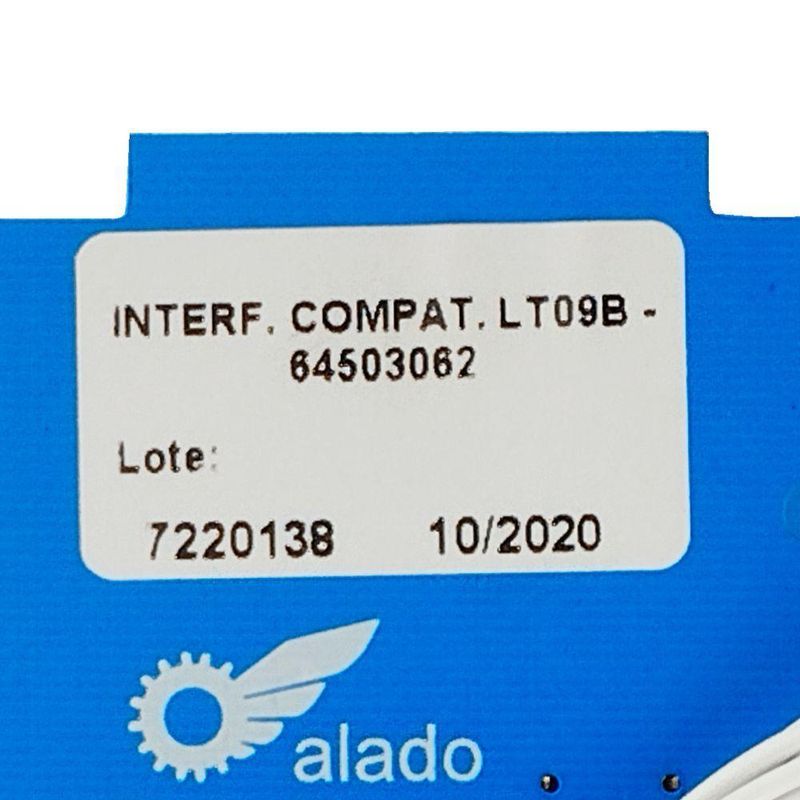 INTERF. COMPAT. LT09B -
64503062
Lote:
7220138 10/2020
alado